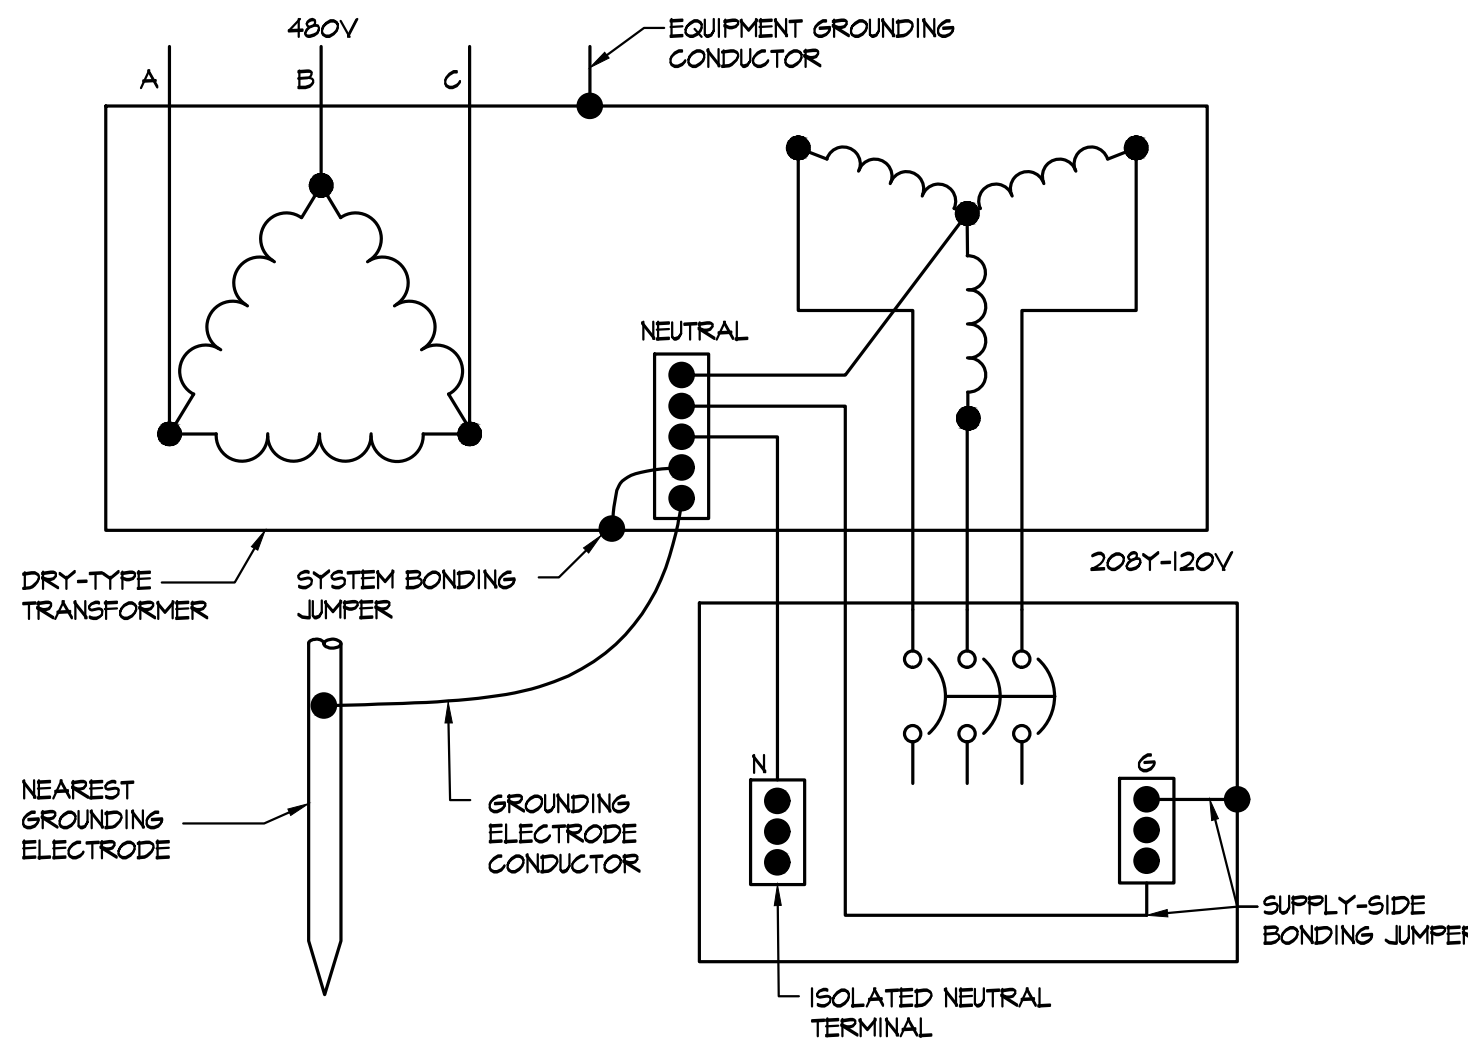 480V
EQUIPMENT GROUNDING
CONDUCTOR
A
B
C
NEUTRAL
208Y-120V
DRY-TYPE
TRANSFORMER
SYSTEM BONDING
JUMPER
N
G
NEAREST
GROUNDING
ELECTRODE
GROUNDING
ELECTRODE
CONDUCTOR
SUPPLY-SIDE
BONDING JUMPER
ISOLATED NEUTRAL
TERMINAL